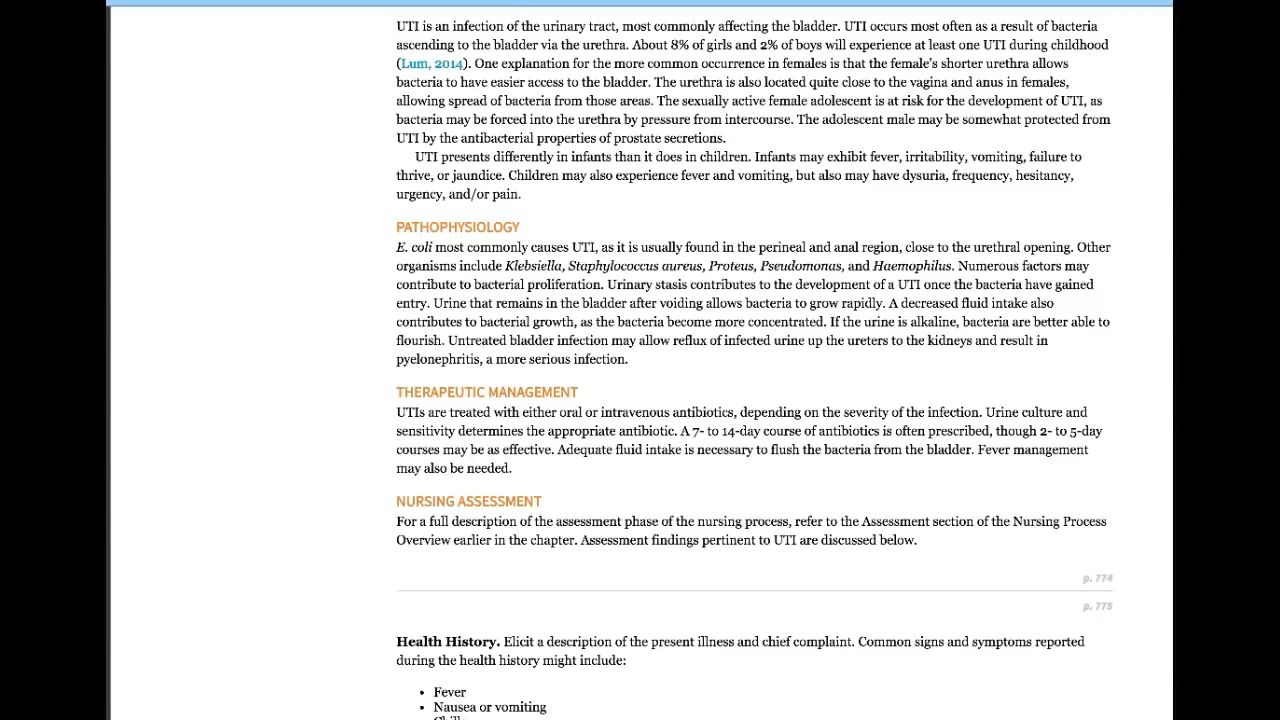 UTI is an infection of the urinary tract, most commonly affecting the bladder. UTI occurs most often as a result of bacteria
ascending to the bladder via the urethra. About 8% of girls and 2% of boys will experience at least one UTI during childhood
(Lum, 2014). One explanation for the more common occurrence in females is that the female's shorter urethra allows
bacteria to have easier access to the bladder. The urethra is also located quite close to the vagina and anus in females,
allowing spread of bacteria from those areas. The sexually active female adolescent is at risk for the development of UTI, as
bacteria may be forced into the urethra by pressure from intercourse. The adolescent male may be somewhat protected from
UTI by the antibacterial properties of prostate secretions.
UTI presents differently in infants than it does in children. Infants may exhibit fever, irritability, vomiting, failure to
thrive, or jaundice. Children may also experience fever and vomiting, but also may have dysuria, frequency, hesitancy,
urgency, and/or pain.
PATHOPHYSIOLOGY
E. coli most commonly causes UTI, as it is usually found in the perineal and anal region, close to the urethral opening. Other
organisms include Klebsiella, Staphylococcus aureus, Proteus, Pseudomonas, and Haemophilus. Numerous factors may
contribute to bacterial proliferation. Urinary stasis contributes to the development of a UTI once the bacteria have gained
entry. Urine that remains in the bladder after voiding allows bacteria to grow rapidly. A decreased fluid intake also
contributes to bacterial growth, as the bacteria become more concentrated. If the urine is alkaline, bacteria are better able to
flourish. Untreated bladder infection may allow reflux of infected urine up the ureters to the kidneys and result in
pyelonephritis, a more serious infection.
THERAPEUTIC MANAGEMENT
UTIs are treated with either oral or intravenous antibiotics, depending on the severity of the infection. Urine culture and
sensitivity determines the appropriate antibiotic. A 7- to 14-day course of antibiotics is often prescribed, though 2- to 5-day
courses may be as effective. Adequate fluid intake is necessary to flush the bacteria from the bladder. Fever management
may also be needed.
NURSING ASSESSMENT
For a full description of the assessment phase of the nursing process, refer to the Assessment section of the Nursing Process
Overview earlier in the chapter. Assessment findings pertinent to UTI are discussed below.
p. 774
p. 775
Health History. Elicit a description of the present illness and chief complaint. Common signs and symptoms reported
during the health history might include:
• Fever
• Nausea or vomiting